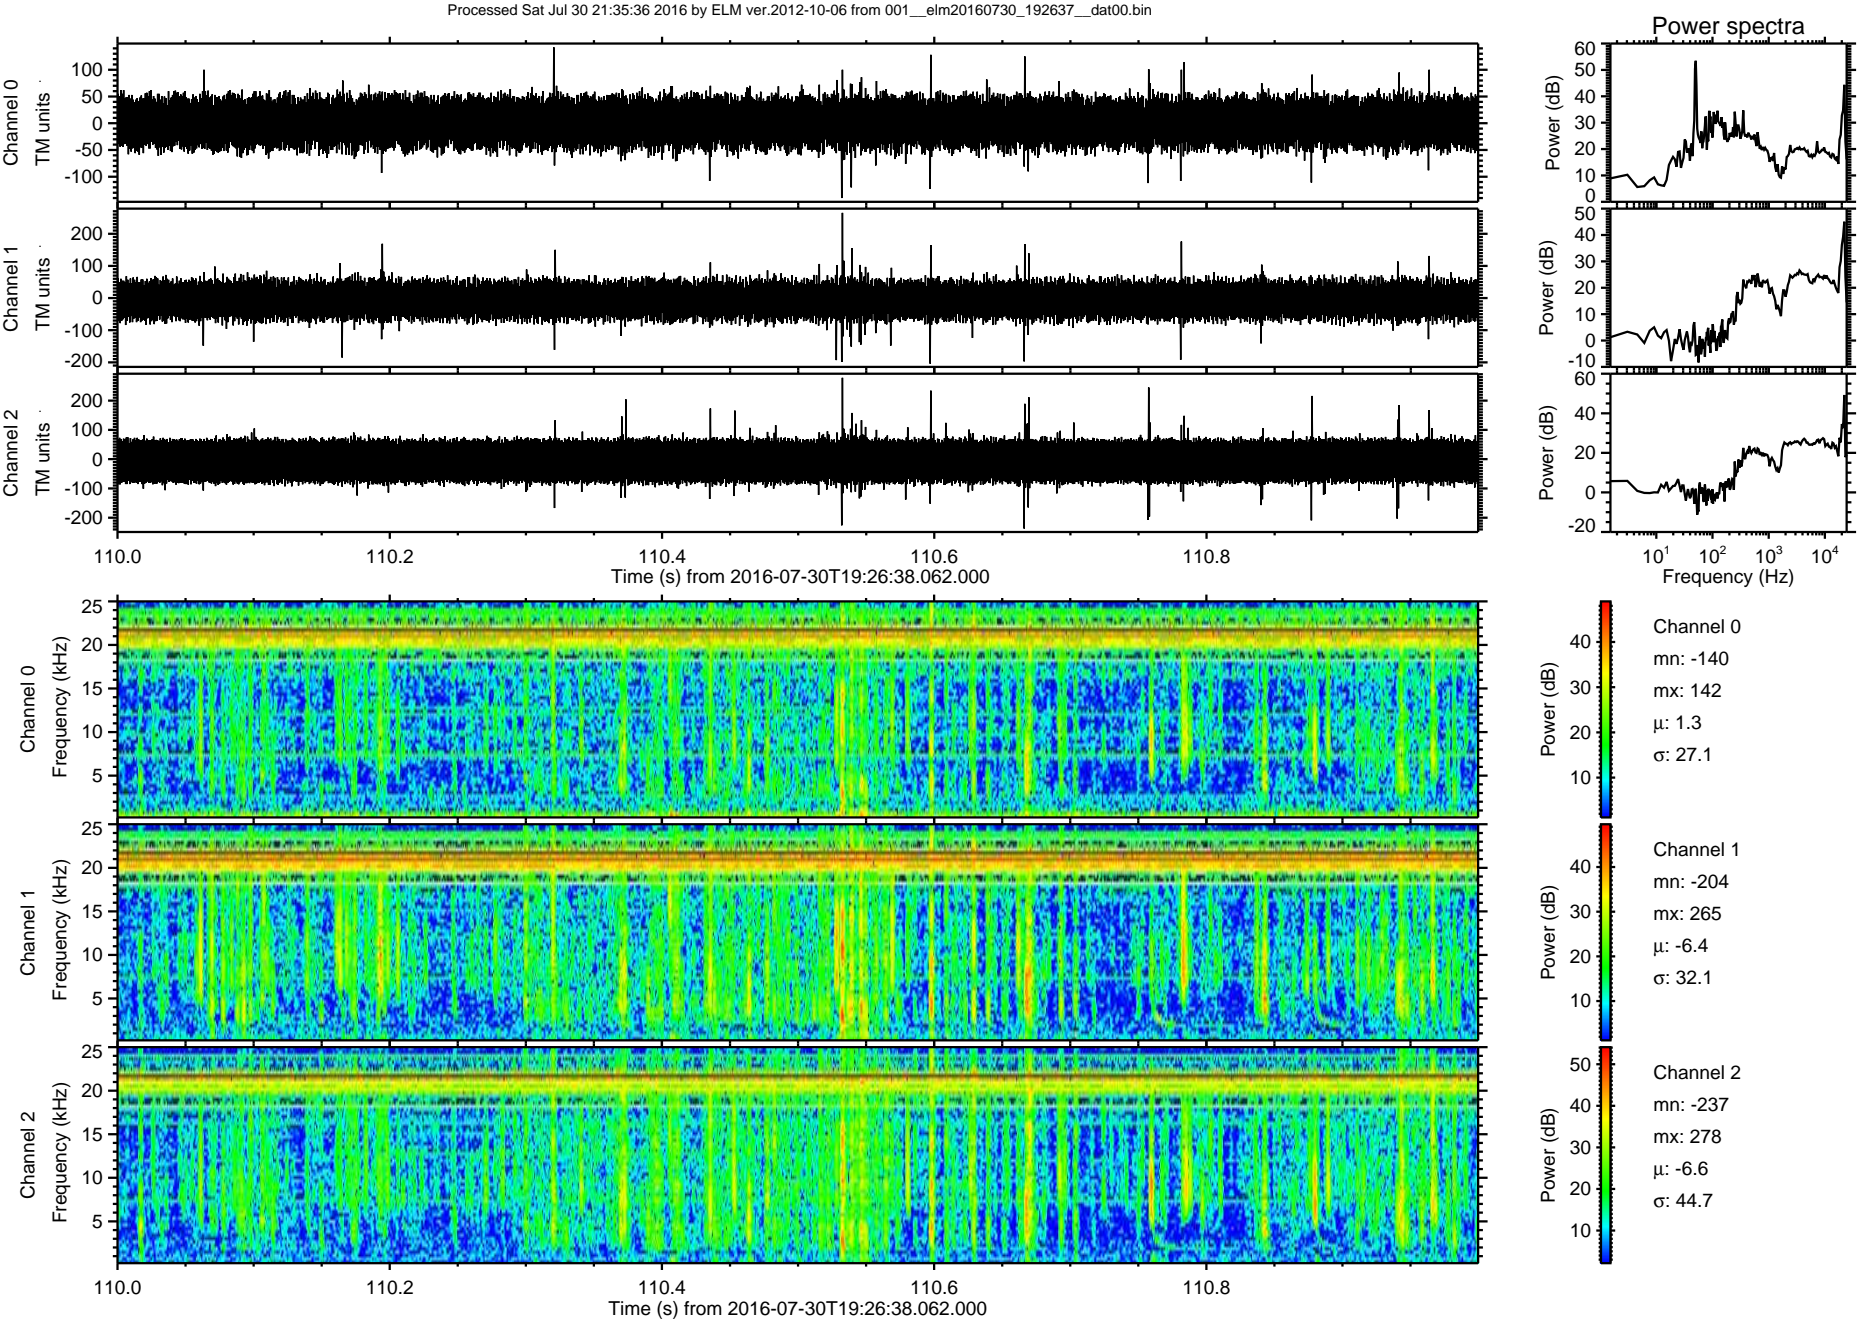 Processed Sat Jul 30 21:35:36 2016 by ELM ver.2012-10-06 from 001__elm20160730_192637__dat00.bin
Power spectra
Channel 0
TM units
100
50
0
-50
-100
Power (dB)
60
50
40
30
20
10
0
Channel 1
TM units
200
100
0
-100
-200
Power (dB)
50
40
30
20
10
0
-10
Channel 2
TM units
200
100
0
-100
-200
Power (dB)
60
40
20
0
-20
110.0 110.2 110.4 110.6 110.8
Time (s) from 2016-07-30T19:26:38.062.000
10¹ 10² 10³ 10⁴
Frequency (Hz)
Channel 0
Frequency (kHz)
25
20
15
10
5
Power (dB)
40
30
20
10
Channel 0
mn: -140
mx: 142
μ: 1.3
σ: 27.1
Channel 1
Frequency (kHz)
25
20
15
10
5
Power (dB)
40
30
20
10
Channel 1
mn: -204
mx: 265
μ: -6.4
σ: 32.1
Channel 2
Frequency (kHz)
25
20
15
10
5
Power (dB)
50
40
30
20
10
Channel 2
mn: -237
mx: 278
μ: -6.6
σ: 44.7
110.0 110.2 110.4 110.6 110.8
Time (s) from 2016-07-30T19:26:38.062.000